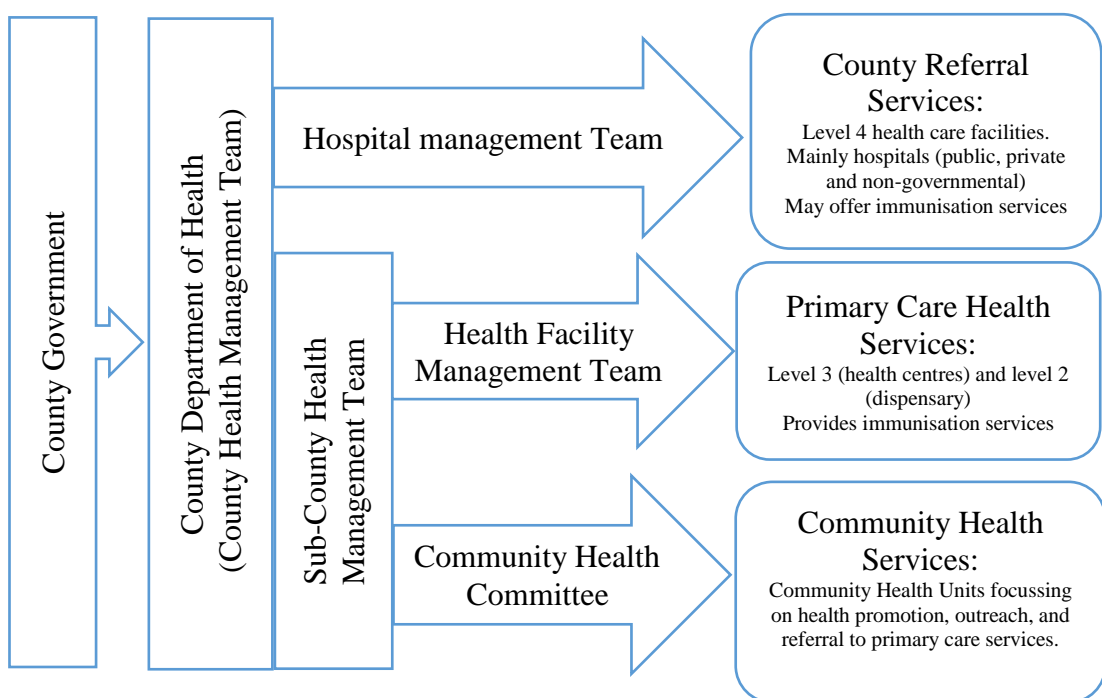 County Government
County Department of Health
(County Health Management Team)
Hospital management Team
County Referral
Services:
Level 4 health care facilities.
Mainly hospitals (public, private
and non-governmental)
May offer immunisation services
Sub-County Health
Management Team
Health Facility
Management Team
Primary Care Health
Services:
Level 3 (health centres) and level 2
(dispensary)
Provides immunisation services
Community Health
Committee
Community Health
Services:
Community Health Units focussing
on health promotion, outreach, and
referral to primary care services.